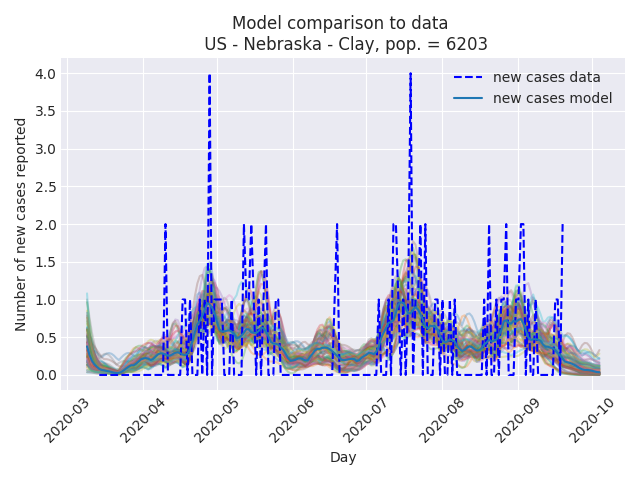 Model comparison to data
US - Nebraska - Clay, pop. = 6203
new cases data
new cases model
Number of new cases reported
4.0
3.5
3.0
2.5
2.0
1.5
1.0
0.5
0.0
2020-03
2020-04
2020-05
2020-06
2020-07
2020-08
2020-09
2020-10
Day